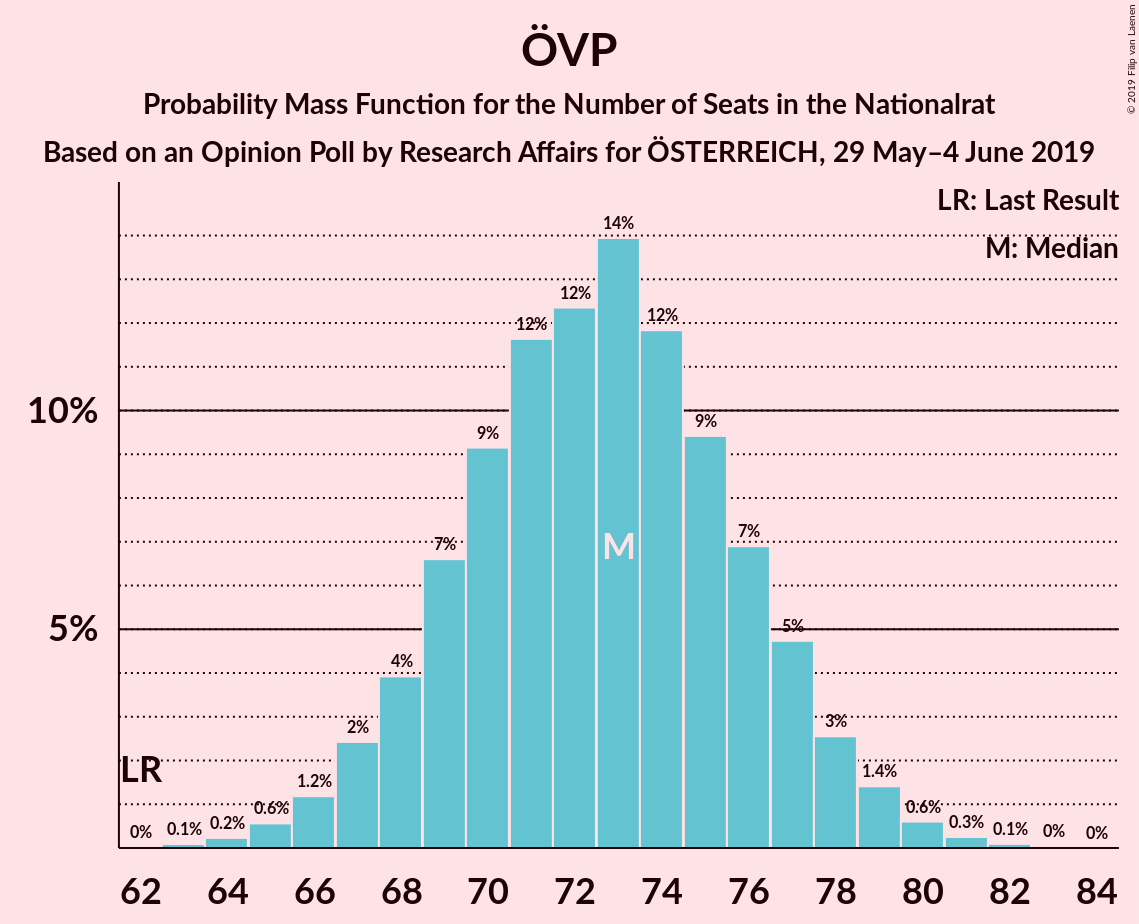 ÖVP
Probability Mass Function for the Number of Seats in the Nationalrat
Based on an Opinion Poll by Research Affairs for ÖSTERREICH, 29 May–4 June 2019
© 2019 Filip van Laenen
LR: Last Result
M: Median
10%
5%
LR
M
0%
0.1%
0.2%
0.6%
1.2%
2%
4%
7%
9%
12%
12%
14%
12%
9%
7%
5%
3%
1.4%
0.6%
0.3%
0.1%
0%
0%
62 64 66 68 70 72 74 76 78 80 82 84